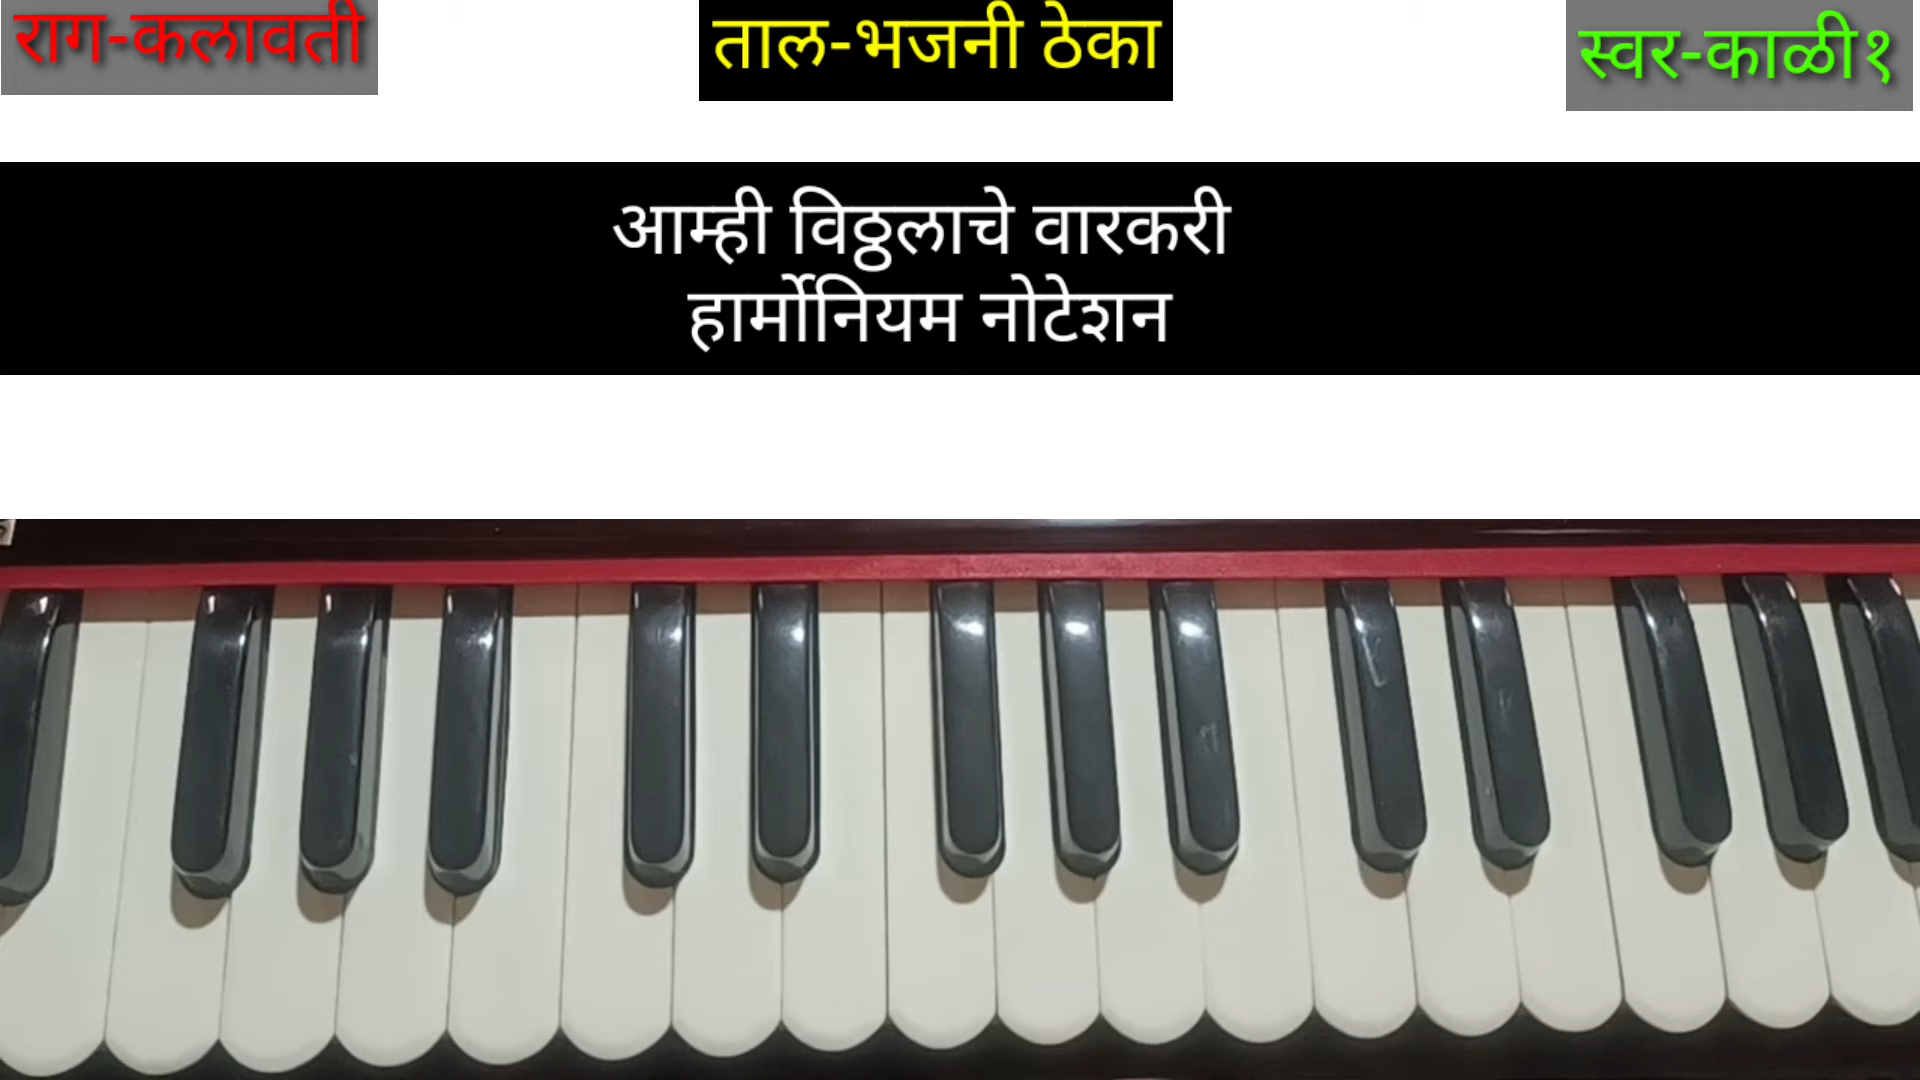 राग-कलावती
ताल-भजनी ठेका
स्वर-काळी१
आम्ही विठ्ठलाचे वारकरी
हार्मोनियम नोटेशन